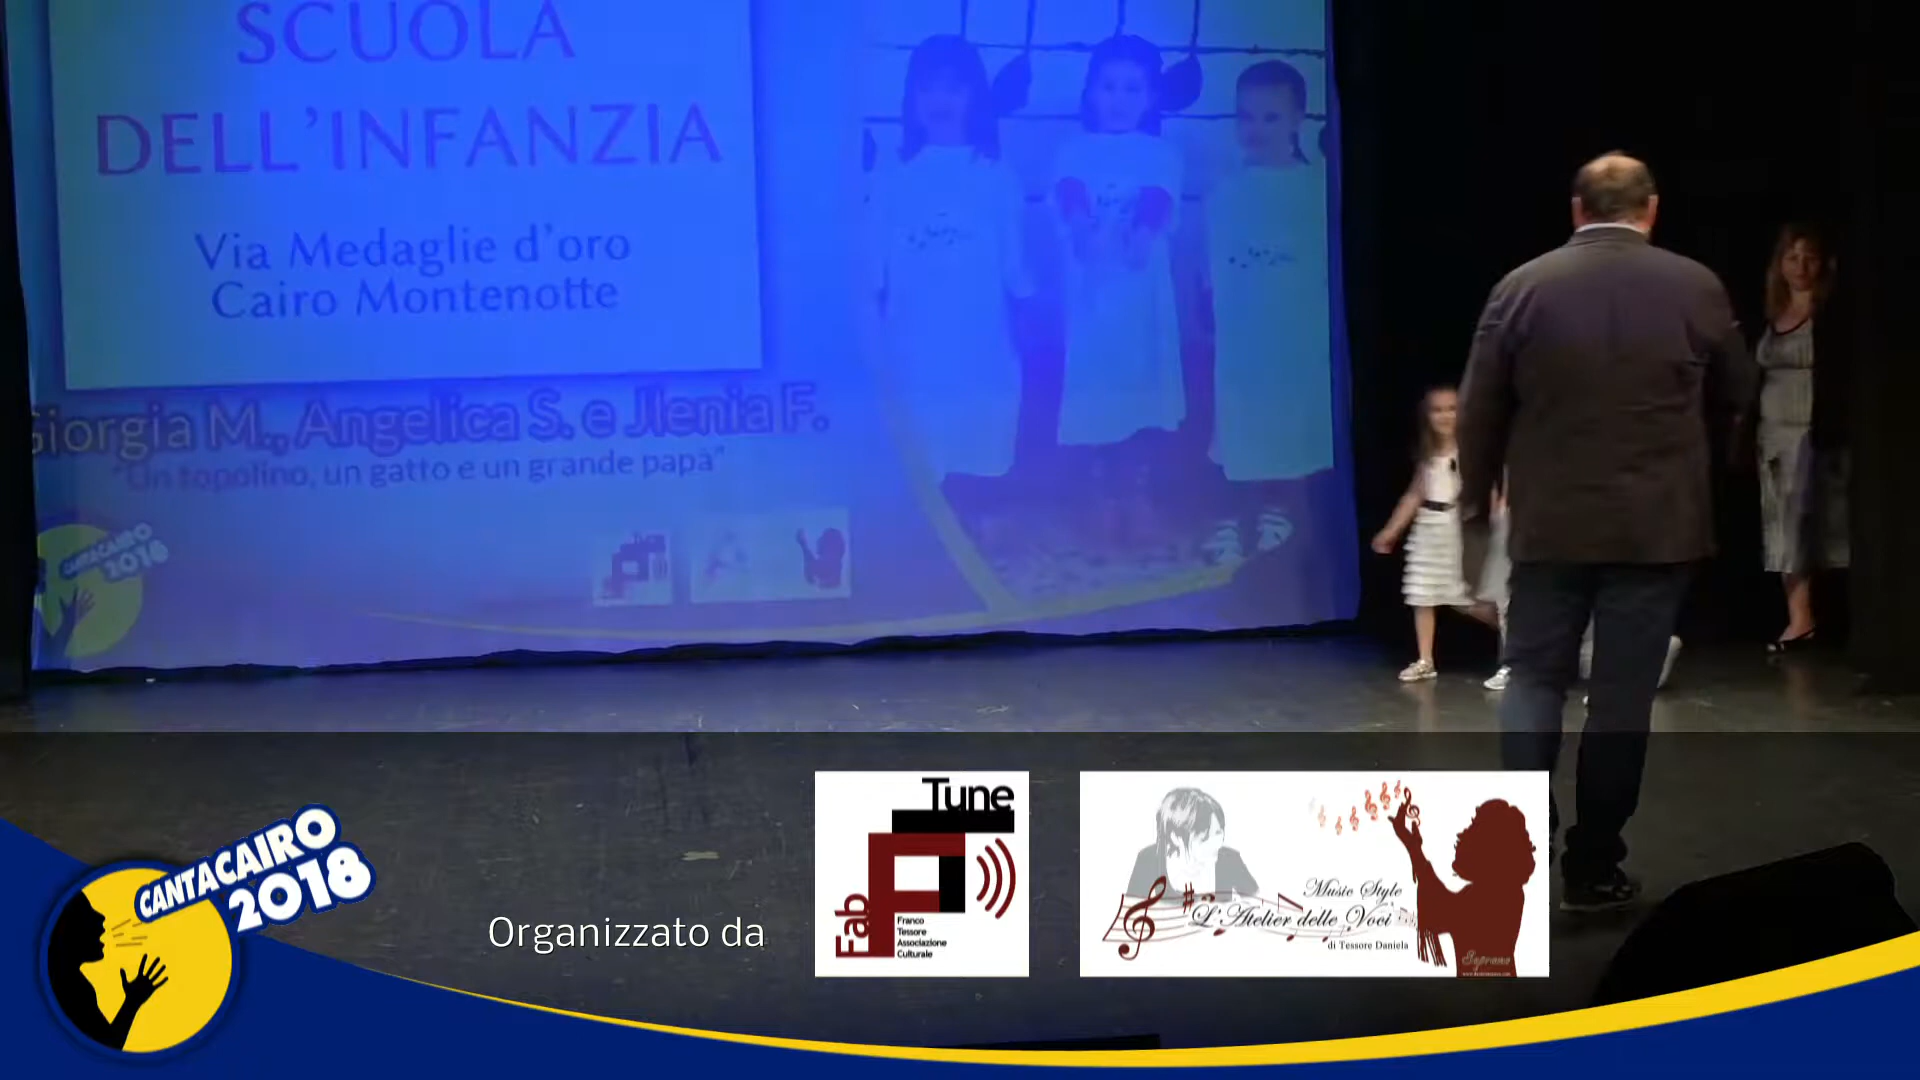 SCUOLA
DELL'INFANZIA
Via Medaglie d'oro
Cairo Montenotte
Giorgia M., Angelica S. e Jlenia F.
"Un topolino, un gatto e un grande papà"
CANTACAIRO
2018
CANTACAIRO
2018
Organizzato da
Tune
Fab
Franco
Tessore
Associazione
Culturale
Music Style
L'Atelier delle Voci
di Tessore Daniela
Soprano